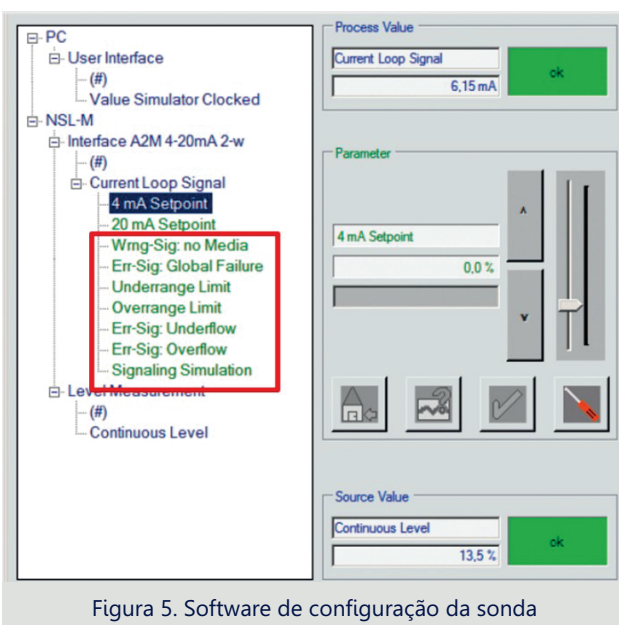 PC
User Interface
(#)
Value Simulator Clocked
NSL-M
Interface A2M 4-20mA 2-w
(#)
Current Loop Signal
4 mA Setpoint
20 mA Setpoint
Wrng-Sig: no Media
Err-Sig: Global Failure
Underrange Limit
Overrange Limit
Err-Sig: Underflow
Err-Sig: Overflow
Signaling Simulation
Level Measurement
(#)
Continuous Level
Process Value
Current Loop Signal
6,15 mA
ok
Parameter
4 mA Setpoint
0,0 %
Source Value
Continuous Level
13,5 %
ok
Figura 5. Software de configuração da sonda